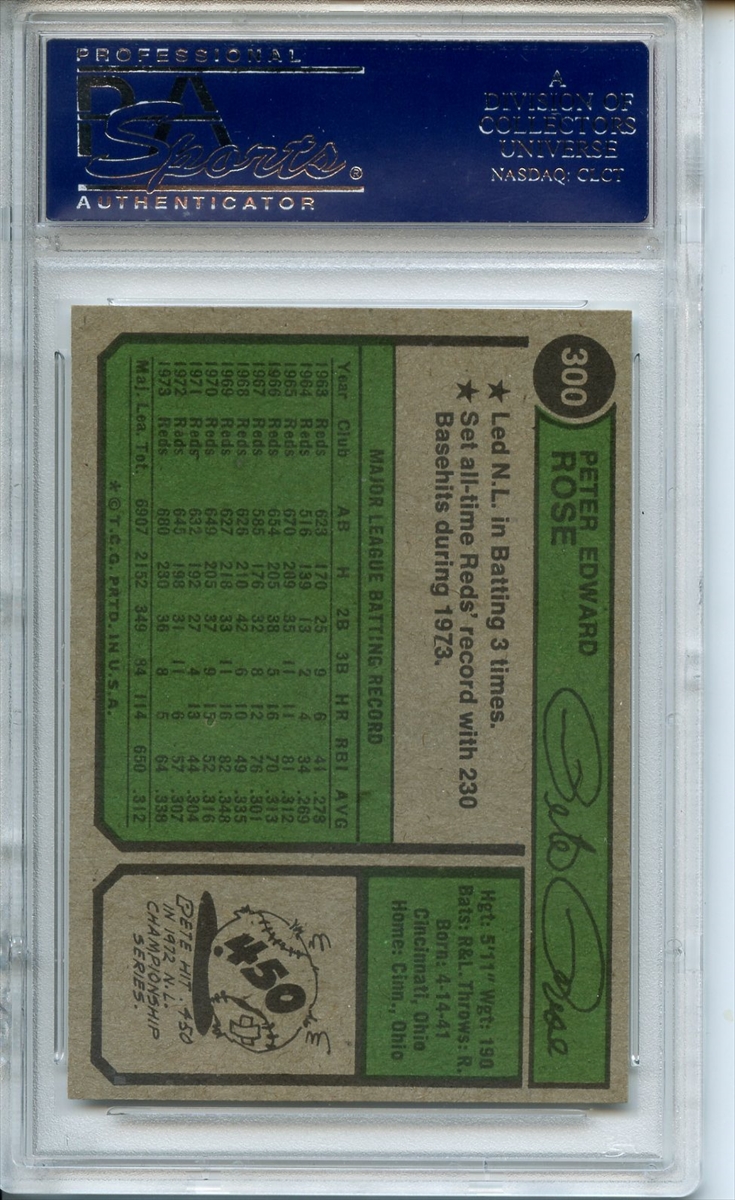 PROFESSIONAL
PSA
Sports®
AUTHENTICATOR
A
DIVISION OF
COLLECTORS
UNIVERSE
NASDAQ: CLCT
300
PETER EDWARD
ROSE
Pete Rose
★ Led N.L. in Batting 3 times.
★ Set all-time Reds' record with 230
Basehits during 1973.
MAJOR LEAGUE BATTING RECORD
Year Club AB H 2B 3B HR RBI AVG
1963 Reds 623 170 25 9 6 41 .273
1964 Reds 516 139 13 2 4 34 .269
1965 Reds 670 209 35 11 11 81 .312
1966 Reds 654 205 38 5 16 70 .313
1967 Reds 585 176 32 8 12 76 .301
1968 Reds 626 210 42 6 10 49 .335
1969 Reds 627 218 33 11 16 82 .348
1970 Reds 649 205 37 9 15 52 .316
1971 Reds 632 192 27 4 13 44 .304
1972 Reds 645 198 31 11 6 57 .307
1973 Reds 680 230 36 8 5 64 .338
Maj. Lea. Tot. 6907 2152 349 84 114 650 .312
*©T.C.G. PRTD. IN U.S.A.
Hgt: 5'11" Wgt: 190
Bats: R&L Throws: R.
Born: 4-14-41
Cincinnati, Ohio
Home: Cinn., Ohio
.450
PETE HIT .450
IN 1972 N.L.
CHAMPIONSHIP
SERIES.